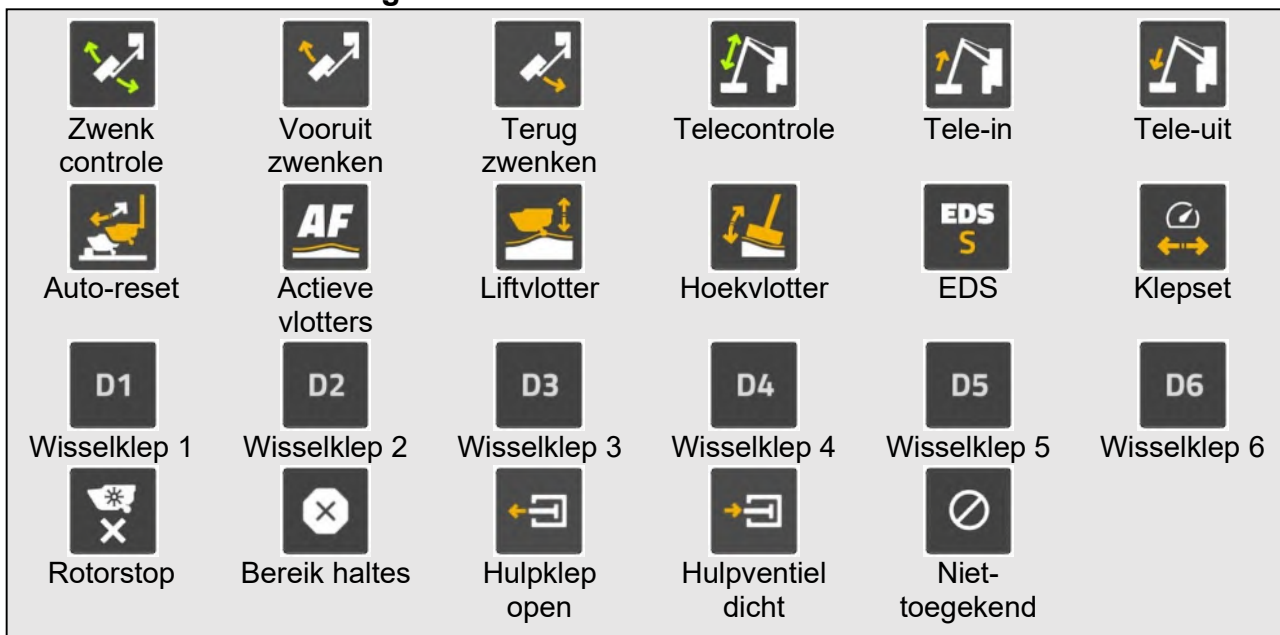 Zwenk Vooruit Terug Telecontrole Tele-in Tele-uit
controle zwenken zwenken
AF EDS
S
Auto-reset Actieve Liftvlotter Hoekvlotter EDS Klepset
vlotters
D1 D2 D3 D4 D5 D6
Wisselklep 1 Wisselklep 2 Wisselklep 3 Wisselklep 4 Wisselklep 5 Wisselklep 6
Rotorstop Bereik haltes Hulpklep Hulpventiel Niet-
open dicht toegekend